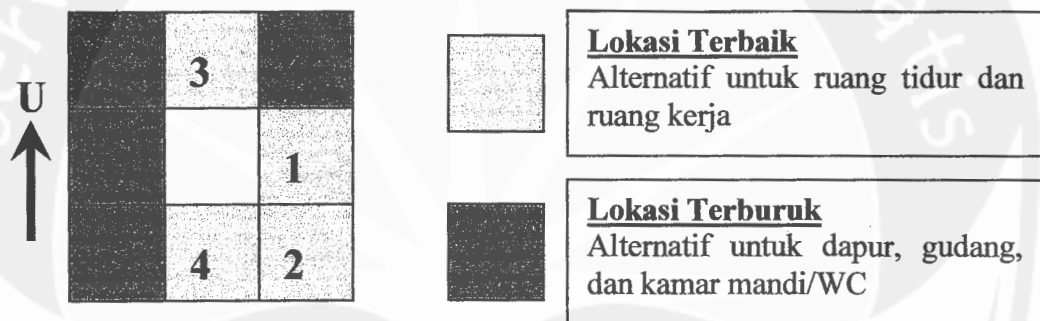 3
U
1
4 2
Lokasi Terbaik
Alternatif untuk ruang tidur dan
ruang kerja
Lokasi Terburuk
Alternatif untuk dapur, gudang,
dan kamar mandi/WC